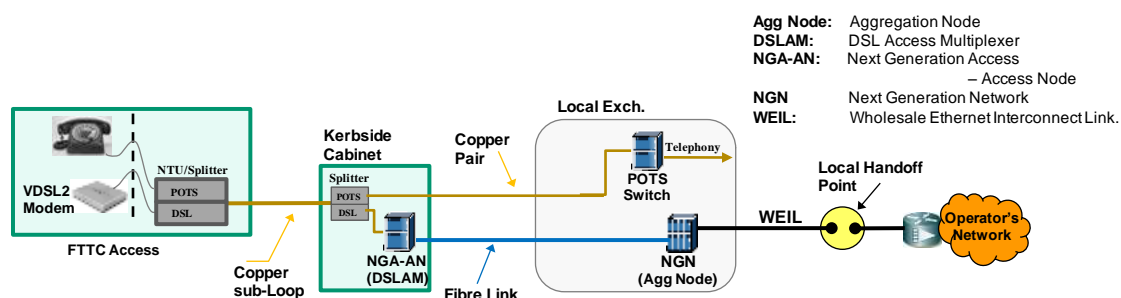 Agg Node: Aggregation Node
DSLAM: DSL Access Multiplexer
NGA-AN: Next Generation Access
– Access Node
NGN Next Generation Network
WEIL: Wholesale Ethernet Interconnect Link.
Local Exch.
Kerbside
Cabinet
Copper
Pair
Telephony
POTS
Switch
NTU/Splitter
POTS
DSL
VDSL2
Modem
FTTC Access
Splitter
POTS
DSL
NGA-AN
(DSLAM)
Copper
sub-Loop
Fibre Link
NGN
(Agg Node)
WEIL
Local Handoff
Point
Operator's
Network